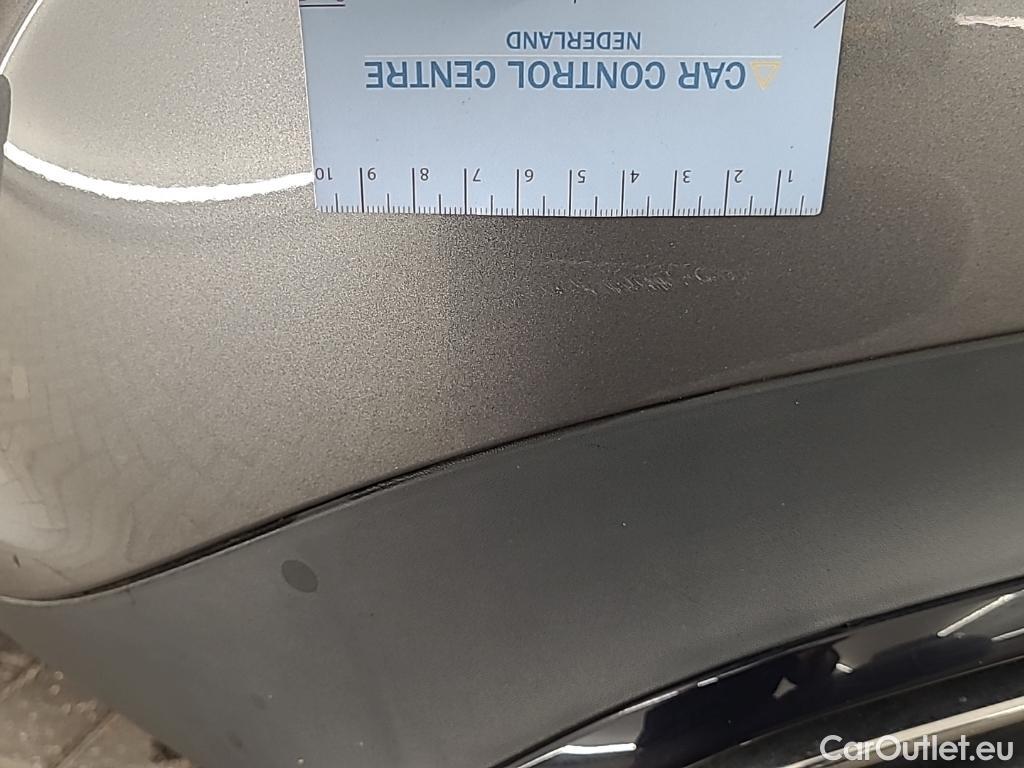 CAR CONTROL CENTRE
NEDERLAND
1 2 3 4 5 6 7 8 9 10
CarOutlet.eu